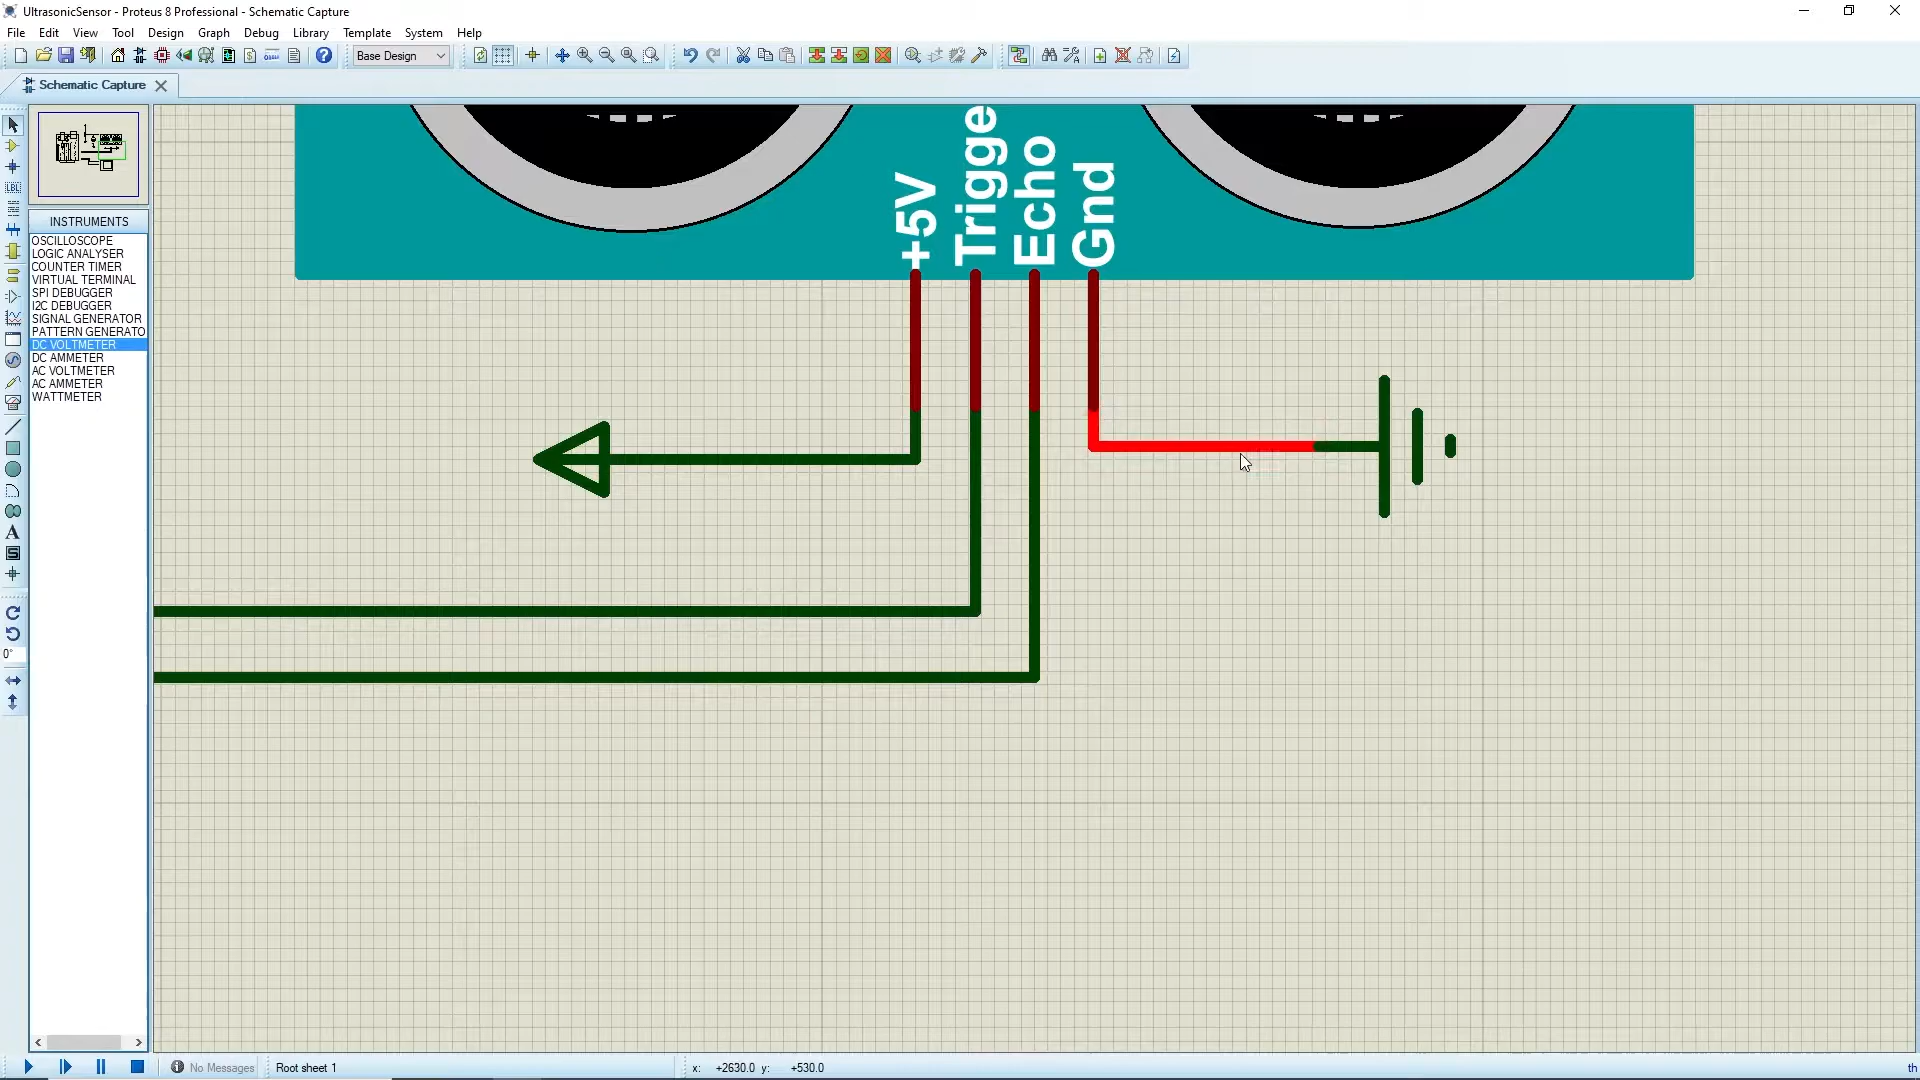 UltrasonicSensor - Proteus 8 Professional - Schematic Capture
File Edit View Tool Design Graph Debug Library Template System Help
Base Design
Schematic Capture
INSTRUMENTS
OSCILLOSCOPE
LOGIC ANALYSER
COUNTER TIMER
VIRTUAL TERMINAL
SPI DEBUGGER
I2C DEBUGGER
SIGNAL GENERATOR
PATTERN GENERATO
DC VOLTMETER
DC AMMETER
AC VOLTMETER
AC AMMETER
WATTMETER
LBL
A
S
0°
+5V
Trigge
Echo
Gnd
No Messages
Root sheet 1
x: +2630.0 y: +530.0
th